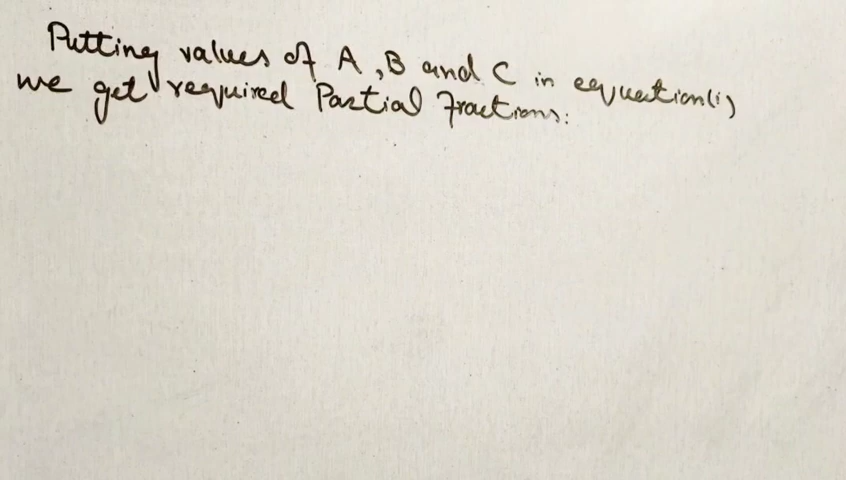 Putting values of A, B and C in equation(i)
we get required Partial Fractions: